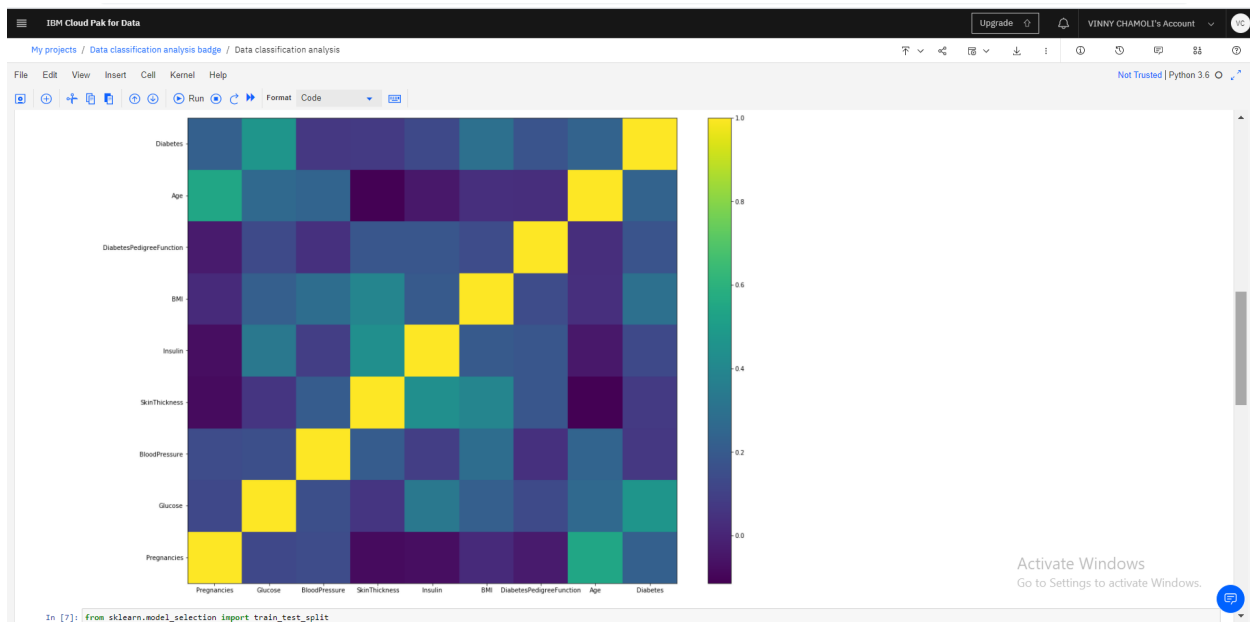 IBM Cloud Pak for Data
Upgrade
VINNY CHAMOLI's Account
VC
My projects / Data classification analysis badge / Data classification analysis
File Edit View Insert Cell Kernel Help
Not Trusted | Python 3.6
Run
Format Code
Diabetes
Age
DiabetesPedigreeFunction
BMI
Insulin
SkinThickness
BloodPressure
Glucose
Pregnancies
Pregnancies Glucose BloodPressure SkinThickness Insulin BMI DiabetesPedigreeFunction Age Diabetes
1.0
0.8
0.6
0.4
0.2
0.0
Activate Windows
Go to Settings to activate Windows.
In [7]: from sklearn.model_selection import train_test_split